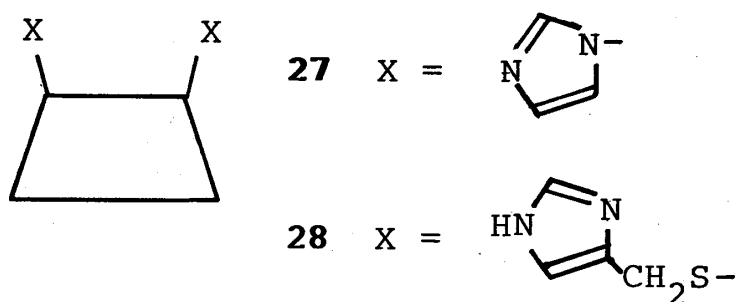 X X
27 X = N N−
28 X = HN N
CH₂S−